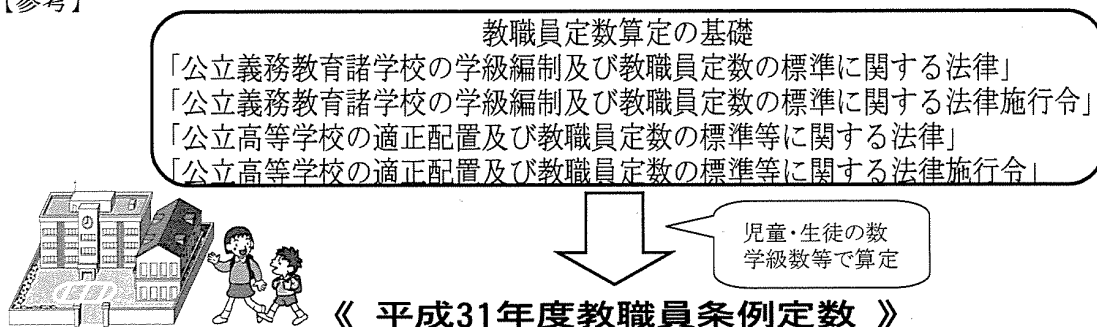 【参考】
教職員定数算定の基礎
「公立義務教育諸学校の学級編制及び教職員定数の標準に関する法律」
「公立義務教育諸学校の学級編制及び教職員定数の標準に関する法律施行令」
「公立高等学校の適正配置及び教職員定数の標準等に関する法律」
「公立高等学校の適正配置及び教職員定数の標準等に関する法律施行令」
児童・生徒の数
学級数等で算定
《 平成31年度教職員条例定数 》